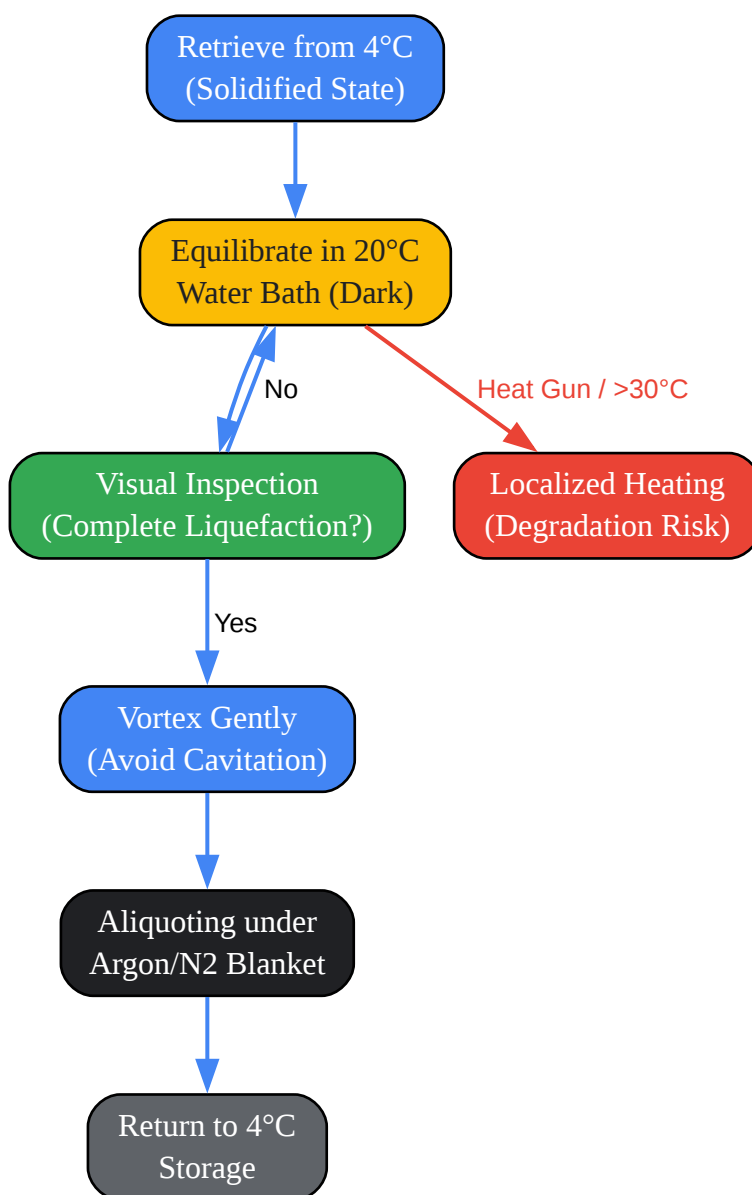 Retrieve from 4°C
(Solidified State)
Equilibrate in 20°C
Water Bath (Dark)
No
Heat Gun / >30°C
Visual Inspection
(Complete Liquefaction?)
Localized Heating
(Degradation Risk)
Yes
Vortex Gently
(Avoid Cavitation)
Aliquoting under
Argon/N2 Blanket
Return to 4°C
Storage